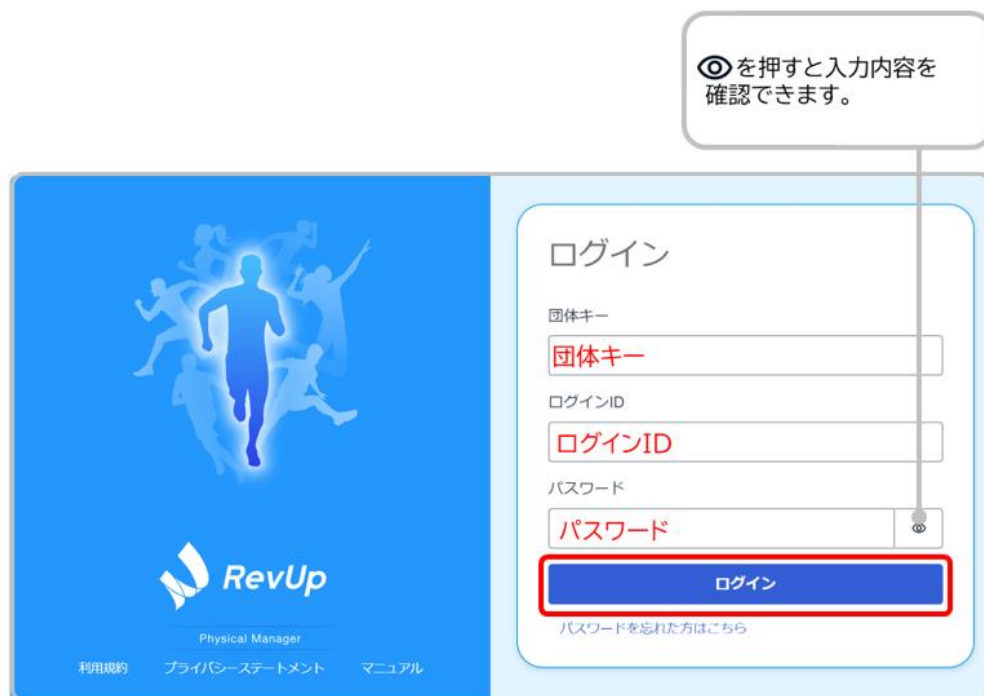 を押すと入力内容を
確認できます。
ログイン
団体キー
団体キー
ログインID
ログインID
パスワード
パスワード
ログイン
パスワードを忘れた方はこちら
RevUp
Physical Manager
利用規約 プライバシーステートメント マニュアル